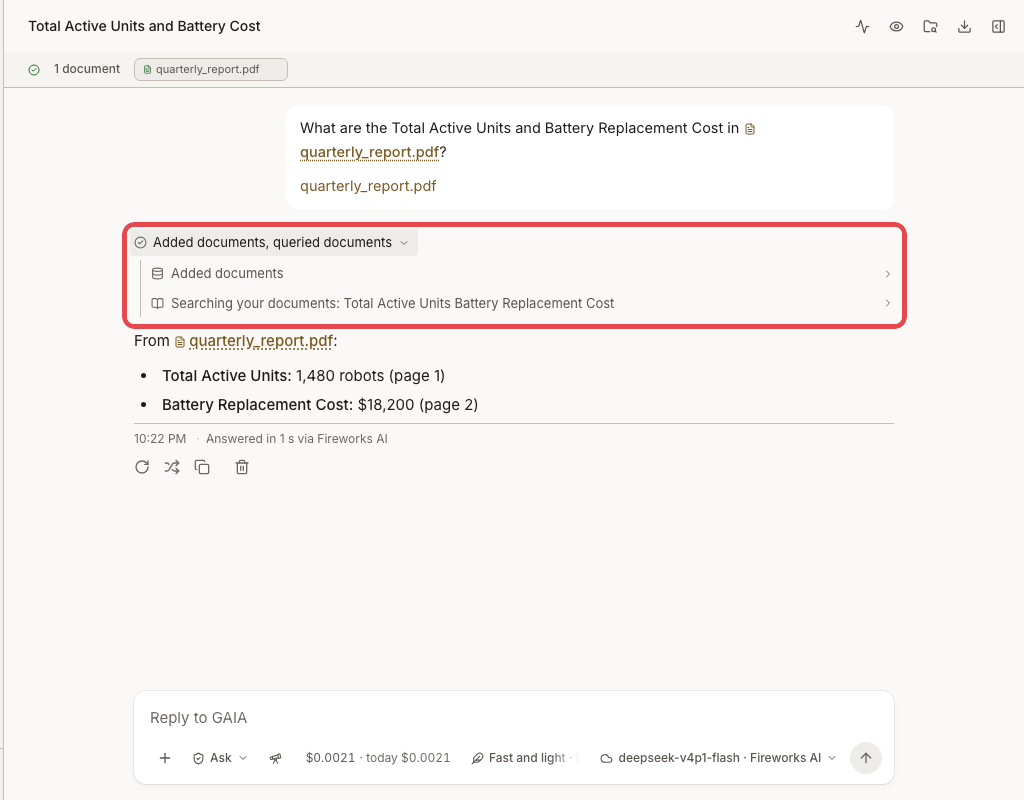 Total Active Units and Battery Cost
1 document quarterly_report.pdf
What are the Total Active Units and Battery Replacement Cost in
quarterly_report.pdf?
quarterly_report.pdf
Added documents, queried documents
Added documents
Searching your documents: Total Active Units Battery Replacement Cost
From quarterly_report.pdf:
• Total Active Units: 1,480 robots (page 1)
• Battery Replacement Cost: $18,200 (page 2)
10:22 PM · Answered in 1 s via Fireworks AI
Reply to GAIA
Ask $0.0021 · today $0.0021 Fast and light · deepseek-v4p1-flash · Fireworks AI